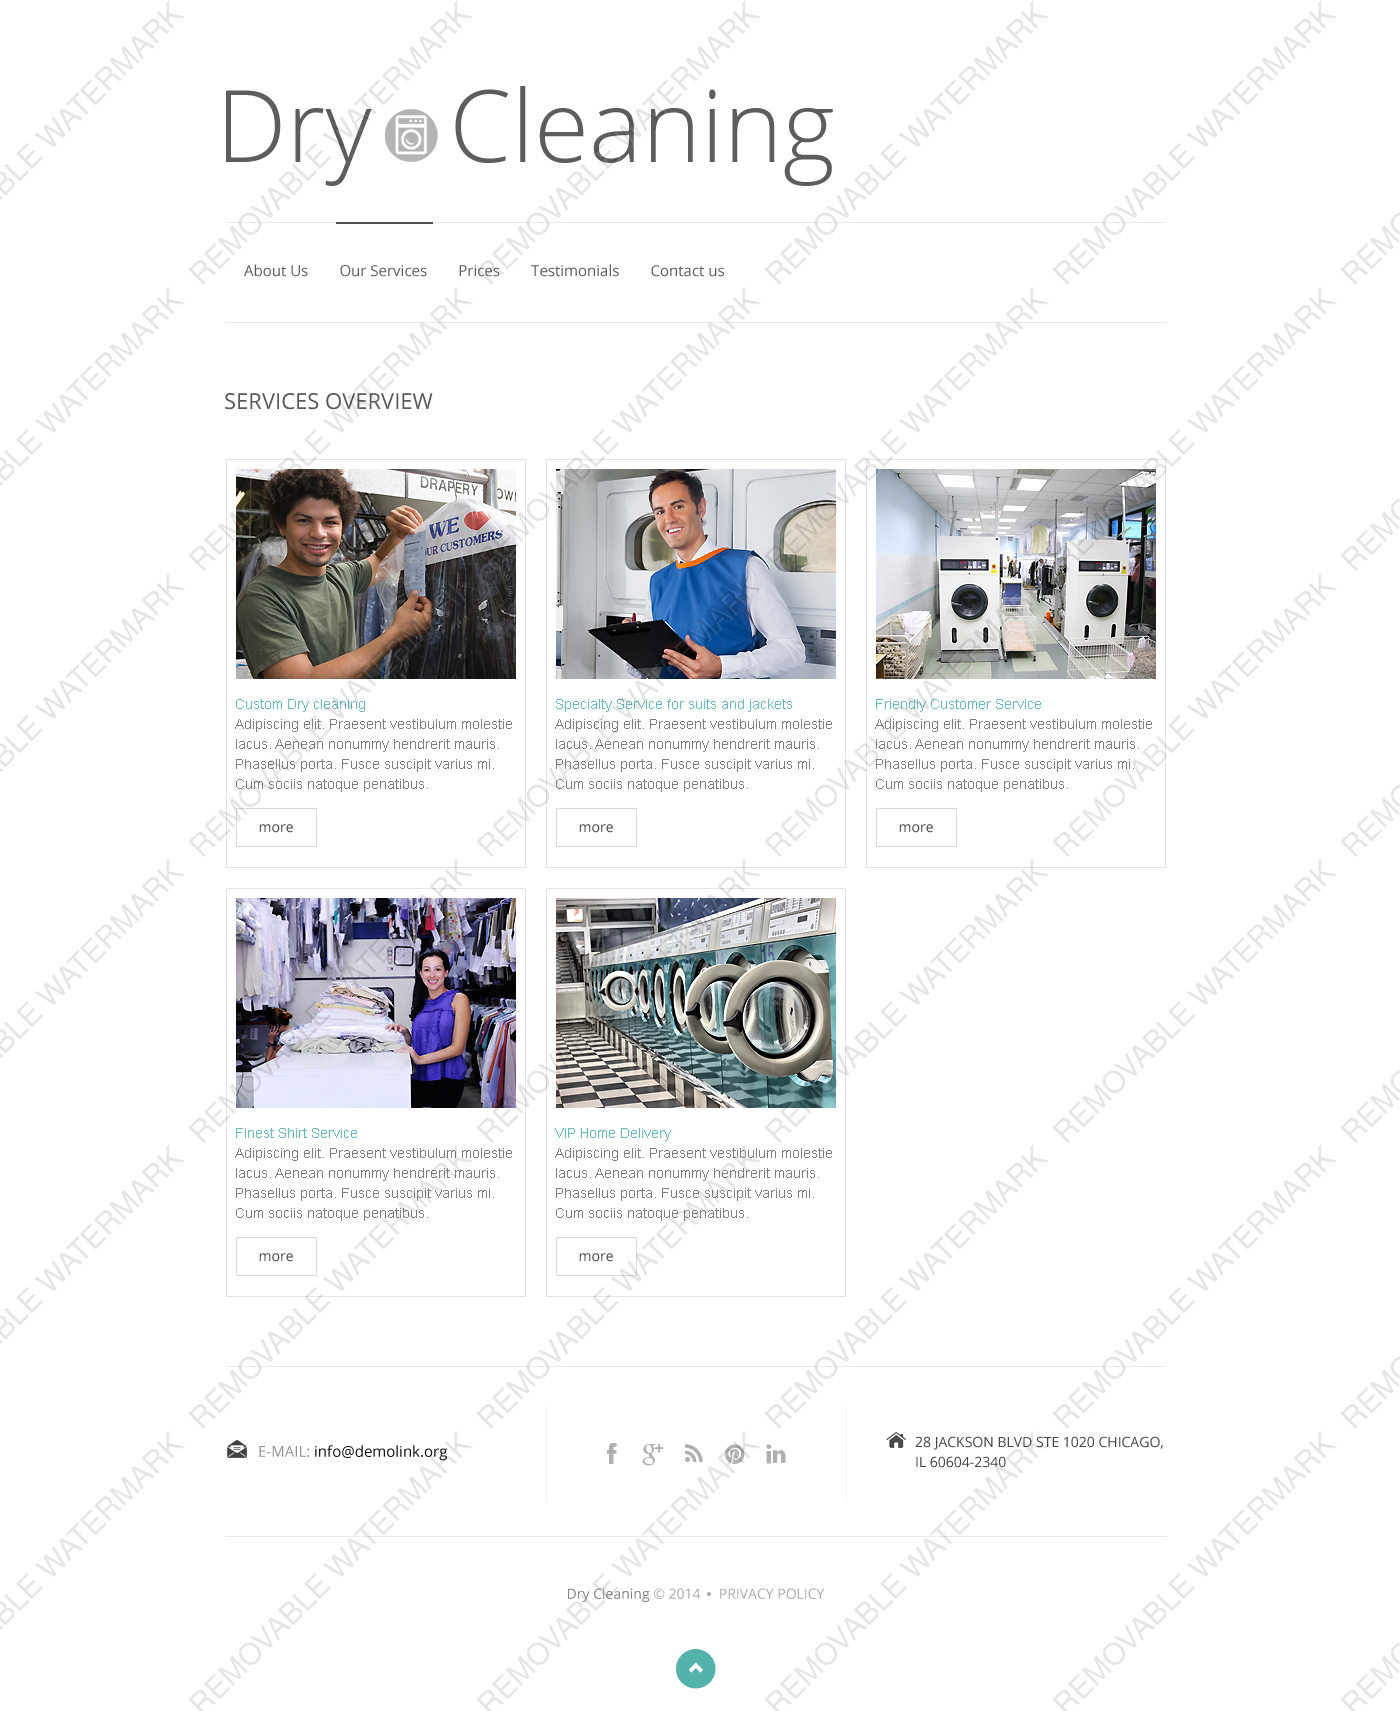 Dry Cleaning
About Us Our Services Prices Testimonials Contact us
SERVICES OVERVIEW
DRAPERY
WE
OUR CUSTOMERS
Custom Dry cleaning
Adipiscing elit. Praesent vestibulum molestie
lacus. Aenean nonummy hendrerit mauris.
Phasellus porta. Fusce suscipit varius mi.
Cum sociis natoque penatibus.
more
Specialty Service for suits and jackets
Adipiscing elit. Praesent vestibulum molestie
lacus. Aenean nonummy hendrerit mauris.
Phasellus porta. Fusce suscipit varius mi.
Cum sociis natoque penatibus.
more
Friendly Customer Service
Adipiscing elit. Praesent vestibulum molestie
lacus. Aenean nonummy hendrerit mauris.
Phasellus porta. Fusce suscipit varius mi.
Cum sociis natoque penatibus.
more
Finest Shirt Service
Adipiscing elit. Praesent vestibulum molestie
lacus. Aenean nonummy hendrerit mauris.
Phasellus porta. Fusce suscipit varius mi.
Cum sociis natoque penatibus.
more
VIP Home Delivery
Adipiscing elit. Praesent vestibulum molestie
lacus. Aenean nonummy hendrerit mauris.
Phasellus porta. Fusce suscipit varius mi.
Cum sociis natoque penatibus.
more
E-MAIL: info@demolink.org
28 JACKSON BLVD STE 1020 CHICAGO,
IL 60604-2340
Dry Cleaning © 2014 • PRIVACY POLICY
REMOVABLE WATERMARK